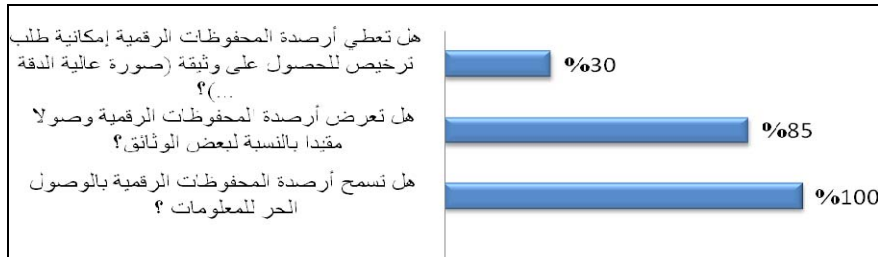 هل تعطي أرصدة المحفوظات الرقمية إمكانية طلب
ترخيص للحصول على وثيقة (صورة عالية الدقة
...)؟
%30
هل تعرض أرصدة المحفوظات الرقمية وصولا
مقيدا بالنسبة لبعض الوثائق؟
%85
هل تسمح أرصدة المحفوظات الرقمية بالوصول
الحر للمعلومات ؟
%100